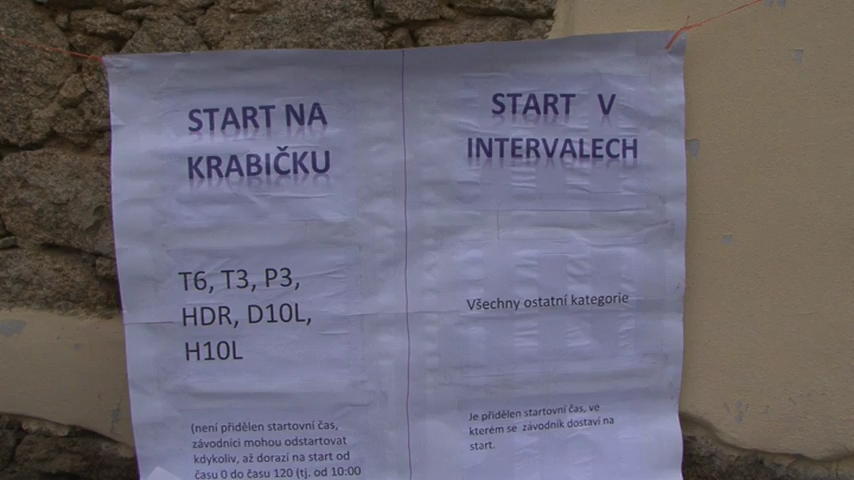 START NA
KRABIČKU
T6, T3, P3,
HDR, D10L,
H10L
(není přidělen startovní čas,
závodníci mohou odstartovat
kdykoliv, až dorazí na start od
času 0 do času 120 (tj. od 10:00
START V
INTERVALECH
Všechny ostatní kategorie
Je přidělen startovní čas, ve
kterém se závodník dostaví na
start.